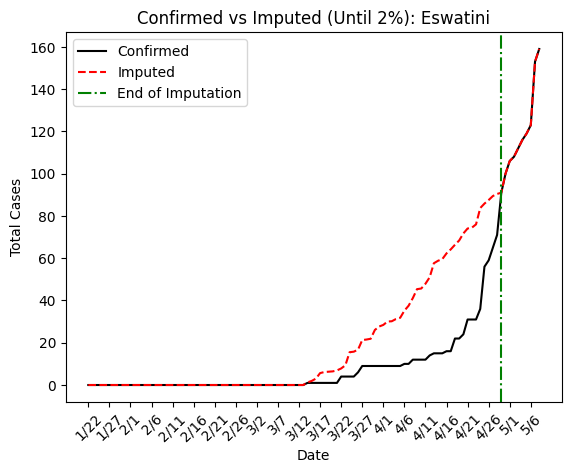 Confirmed vs Imputed (Until 2%): Eswatini
Confirmed
Imputed
End of Imputation
Total Cases
160
140
120
100
80
60
40
20
0
1/22 1/27 2/1 2/6 2/11 2/16 2/21 2/26 3/2 3/7 3/12 3/17 3/22 3/27 4/1 4/6 4/11 4/16 4/21 4/26 5/1 5/6
Date